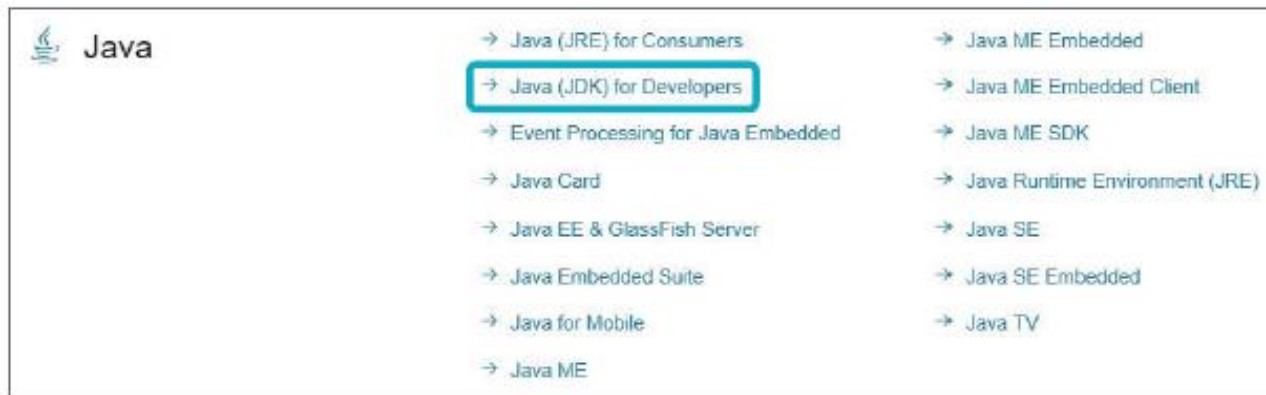 Java
→ Java (JRE) for Consumers
→ Java (JDK) for Developers
→ Event Processing for Java Embedded
→ Java Card
→ Java EE & GlassFish Server
→ Java Embedded Suite
→ Java for Mobile
→ Java ME
→ Java ME Embedded
→ Java ME Embedded Client
→ Java ME SDK
→ Java Runtime Environment (JRE)
→ Java SE
→ Java SE Embedded
→ Java TV